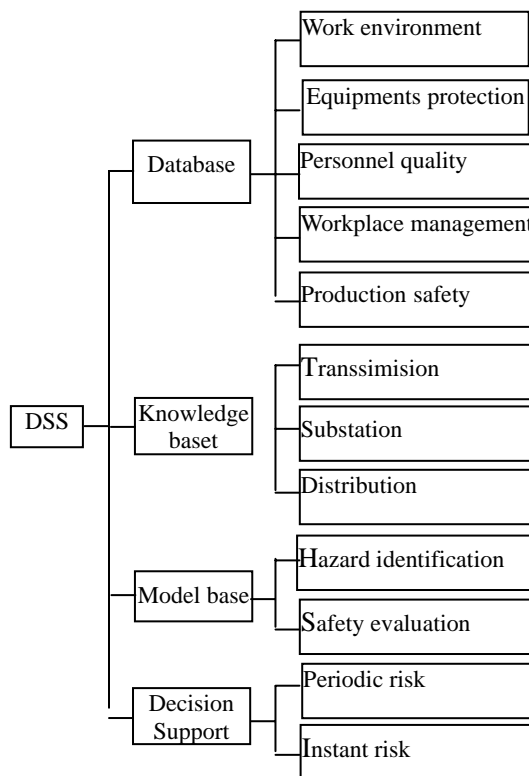 Work environment
Equipments protection
Database
Personnel quality
Workplace management
Production safety
Transsimision
DSS
Knowledge
baset
Substation
Distribution
Hazard identification
Model base
Safety evaluation
Periodic risk
Decision
Support
Instant risk